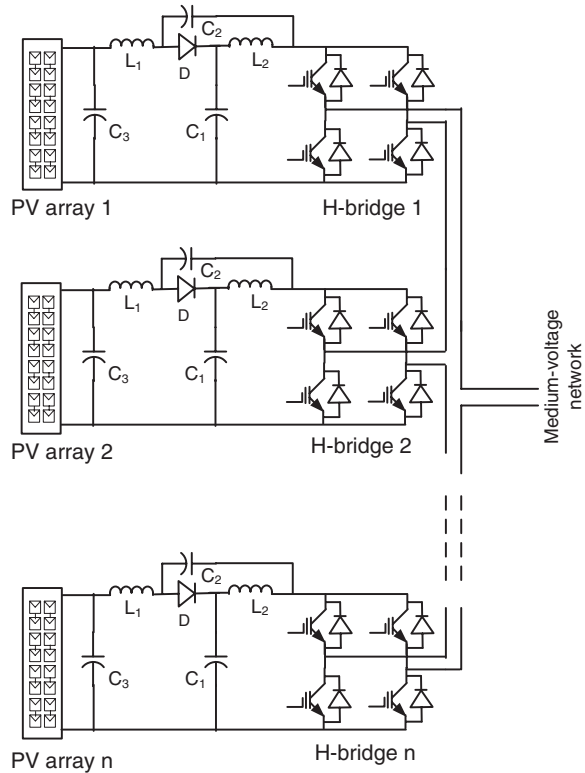 C₂
L₁
D
L₂
C₃
C₁
PV array 1
H-bridge 1
C₂
L₁
D
L₂
C₃
C₁
PV array 2
H-bridge 2
Medium-voltage
network
C₂
L₁
D
L₂
C₃
C₁
PV array n
H-bridge n